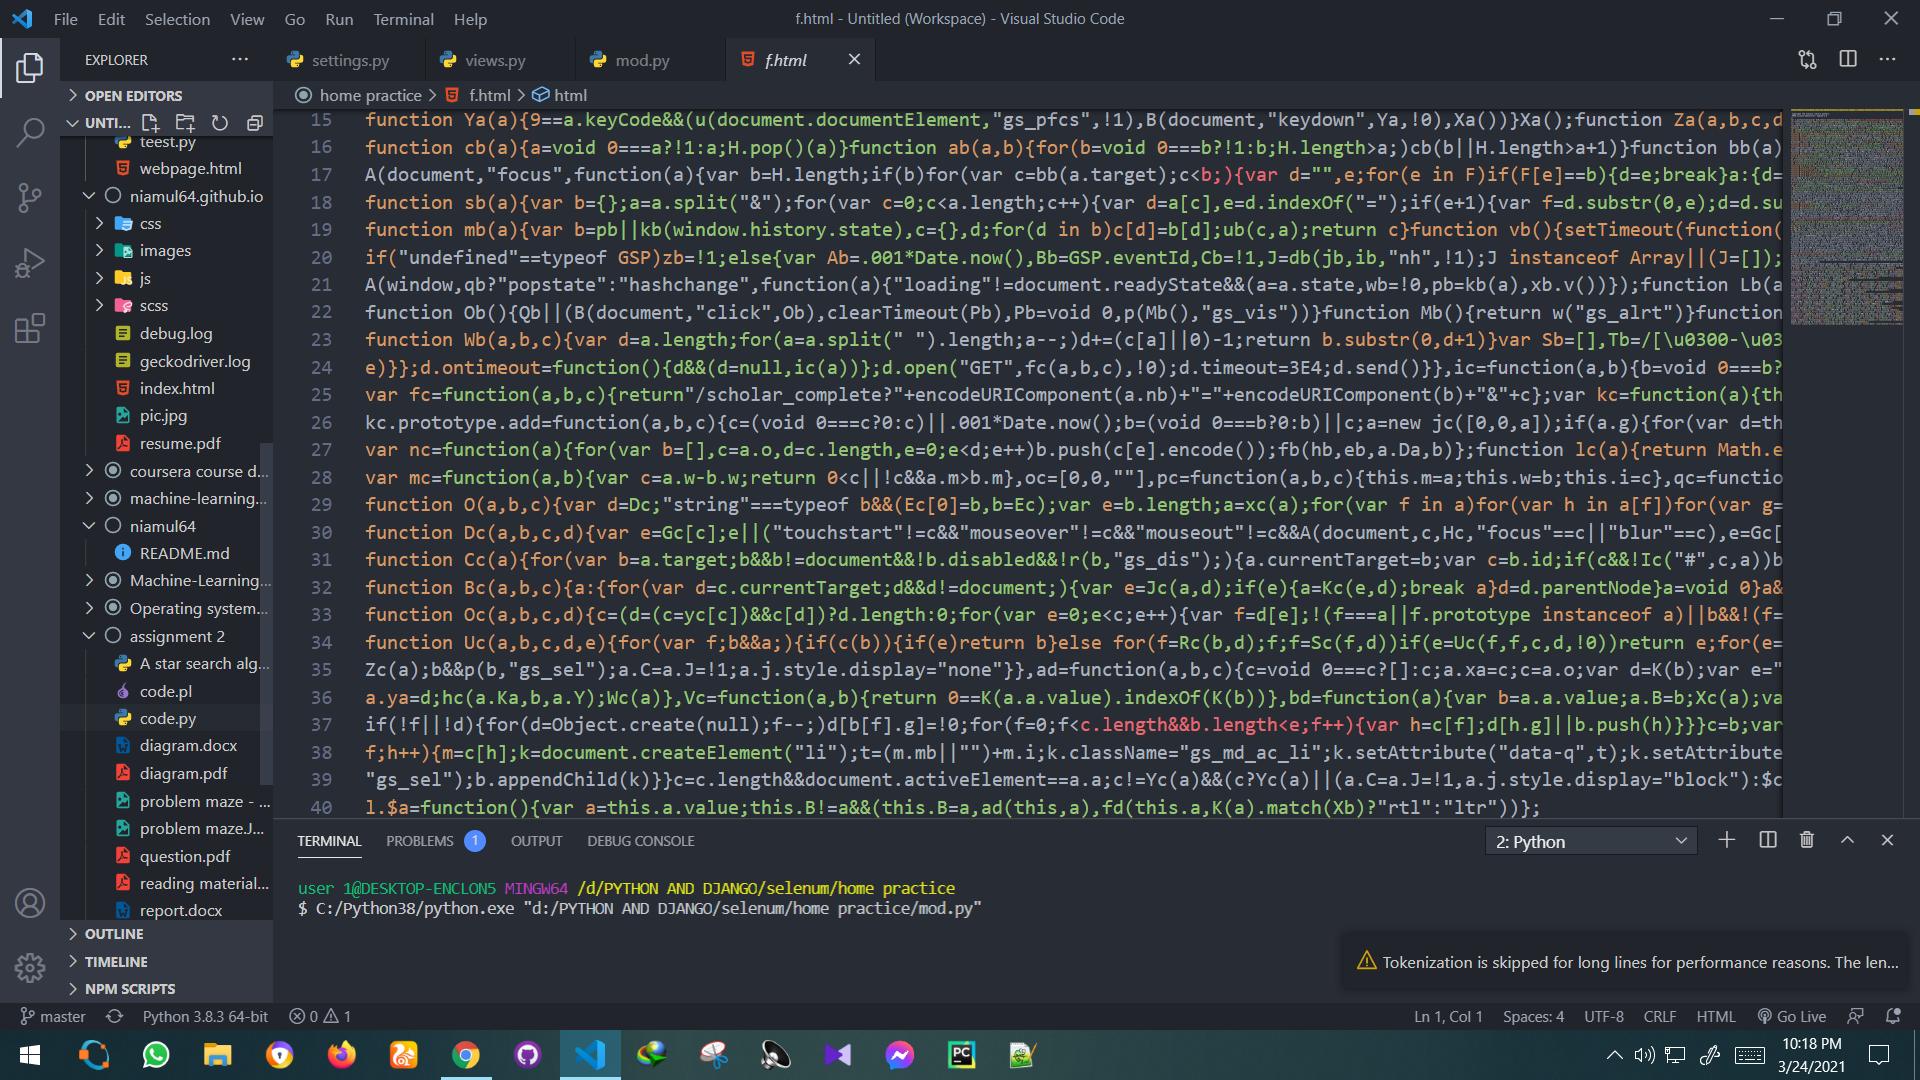 File Edit Selection View Go Run Terminal Help
f.html - Untitled (Workspace) - Visual Studio Code
EXPLORER
settings.py
views.py
mod.py
f.html
OPEN EDITORS
UNTI...
teest.py
webpage.html
niamul64.github.io
css
images
js
scss
debug.log
geckodriver.log
index.html
pic.jpg
resume.pdf
coursera course d...
machine-learning...
niamul64
README.md
Machine-Learning...
Operating system...
assignment 2
A star search alg...
code.pl
code.py
diagram.docx
diagram.pdf
problem maze - ...
problem maze.J...
question.pdf
reading material...
report.docx
OUTLINE
TIMELINE
NPM SCRIPTS
home practice > f.html > html
15 function Ya(a){9==a.keyCode&&(u(document.documentElement,"gs_pfcs",!1),B(document,"keydown",Ya,!0),Xa())}Xa();function Za(a,b,c,d
16 function cb(a){a=void 0===a?!1:a;H.pop()(a)}function ab(a,b){for(b=void 0===b?!1:b;H.length>a;)cb(b||H.length>a+1)}function bb(a)
17 A(document,"focus",function(a){var b=H.length;if(b)for(var c=bb(a.target);c<b;){var d="",e;for(e in F)if(F[e]==b){d=e;break}a:{d=
18 function sb(a){var b={};a=a.split("&");for(var c=0;c<a.length;c++){var d=a[c],e=d.indexOf("=");if(e+1){var f=d.substr(0,e);d=d.su
19 function mb(a){var b=pb||kb(window.history.state),c={},d;for(d in b)c[d]=b[d];ub(c,a);return c}function vb(){setTimeout(function(
20 if("undefined"==typeof GSP)zb=!1;else{var Ab=.001*Date.now(),Bb=GSP.eventId,Cb=!1,J=db(jb,ib,"nh",!1);J instanceof Array||(J=[]);
21 A(window,qb?"popstate":"hashchange",function(a){"loading"!=document.readyState&&(a=a.state,wb=!0,pb=kb(a),xb.v())});function Lb(a
22 function Ob(){Qb||(B(document,"click",Ob),clearTimeout(Pb),Pb=void 0,p(Mb(),"gs_vis"))}function Mb(){return w("gs_alrt")}function
23 function Wb(a,b,c){var d=a.length;for(a=a.split(" ").length;a--;)d+=(c[a]||0)-1;return b.substr(0,d+1)}var Sb=[],Tb=/[\u0300-\u03
24 e)}};d.ontimeout=function(){d&&(d=null,ic(a))};d.open("GET",fc(a,b,c),!0);d.timeout=3E4;d.send()}},ic=function(a,b){b=void 0===b?
25 var fc=function(a,b,c){return"/scholar_complete?"+encodeURIComponent(a.nb)+"="+encodeURIComponent(b)+"&"+c};var kc=function(a){th
26 kc.prototype.add=function(a,b,c){c=(void 0===c?0:c)||.001*Date.now();b=(void 0===b?0:b)||c;a=new jc([0,0,a]);if(a.g){for(var d=th
27 var nc=function(a){for(var b=[],c=a.o,d=c.length,e=0;e<d;e++)b.push(c[e].encode());fb(hb,eb,a.Da,b)};function lc(a){return Math.e
28 var mc=function(a,b){var c=a.w-b.w;return 0<c||!c&&a.m>b.m},oc=[0,0,""],pc=function(a,b,c){this.m=a;this.w=b;this.i=c},qc=functio
29 function O(a,b,c){var d=Dc;"string"===typeof b&&(Ec[0]=b,b=Ec);var e=b.length;a=xc(a);for(var f in a)for(var h in a[f])for(var g=
30 function Dc(a,b,c,d){var e=Gc[c];e||("touchstart"!=c&&"mouseover"!=c&&"mouseout"!=c&&A(document,c,Hc,"focus"==c||"blur"==c),e=Gc[
31 function Cc(a){for(var b=a.target;b&&b!=document&&!b.disabled&&!r(b,"gs_dis");){a.currentTarget=b;var c=b.id;if(c&&!Ic("#",c,a))b
32 function Bc(a,b,c){a:{for(var d=c.currentTarget;d&&d!=document;){var e=Jc(a,d);if(e){a=Kc(e,d);break a}d=d.parentNode}a=void 0}a&
33 function Oc(a,b,c,d){c=(d=(c=yc[c])&&c[d])?d.length:0;for(var e=0;e<c;e++){var f=d[e];!(f===a||f.prototype instanceof a)||b&&!(f=
34 function Uc(a,b,c,d,e){for(var f;b&&a;){if(c(b)){if(e)return b}else for(f=Rc(b,d);f;f=Sc(f,d))if(e=Uc(f,f,c,d,!0))return e;for(e=
35 Zc(a);b&&p(b,"gs_sel");a.C=a.J=!1;a.j.style.display="none"}},ad=function(a,b,c){c=void 0===c?[]:c;a.xa=c;c=a.o;var d=K(b);var e="
36 a.ya=d;hc(a.Ka,b,a.Y);Wc(a)},Vc=function(a,b){return 0==K(a.a.value).indexOf(K(b))},bd=function(a){var b=a.a.value;a.B=b;Xc(a);va
37 if(!f||!d){for(d=Object.create(null);f--;)d[b[f].g]=!0;for(f=0;f<c.length&&b.length<e;f++){var h=c[f];d[h.g]||b.push(h)}}}c=b;var
38 f;h++){m=c[h];k=document.createElement("li");t=(m.mb||"")+m.i;k.className="gs_md_ac_li";k.setAttribute("data-q",t);k.setAttribute
39 "gs_sel");b.appendChild(k)}}c=c.length&&document.activeElement==a.a;c!=Yc(a)&&(c?Yc(a)||(a.C=a.J=!1,a.j.style.display="block"):$c
40 l.$a=function(){var a=this.a.value;this.B!=a&&(this.B=a,ad(this,a),fd(this.a,K(a).match(Xb)?"rtl":"ltr"))};
TERMINAL PROBLEMS 1 OUTPUT DEBUG CONSOLE
2: Python
user 1@DESKTOP-ENCLON5 MINGW64 /d/PYTHON AND DJANGO/selenum/home practice
$ C:/Python38/python.exe "d:/PYTHON AND DJANGO/selenum/home practice/mod.py"
Tokenization is skipped for long lines for performance reasons. The len...
master Python 3.8.3 64-bit 0 1
Ln 1, Col 1 Spaces: 4 UTF-8 CRLF HTML Go Live
PC
10:18 PM
3/24/2021